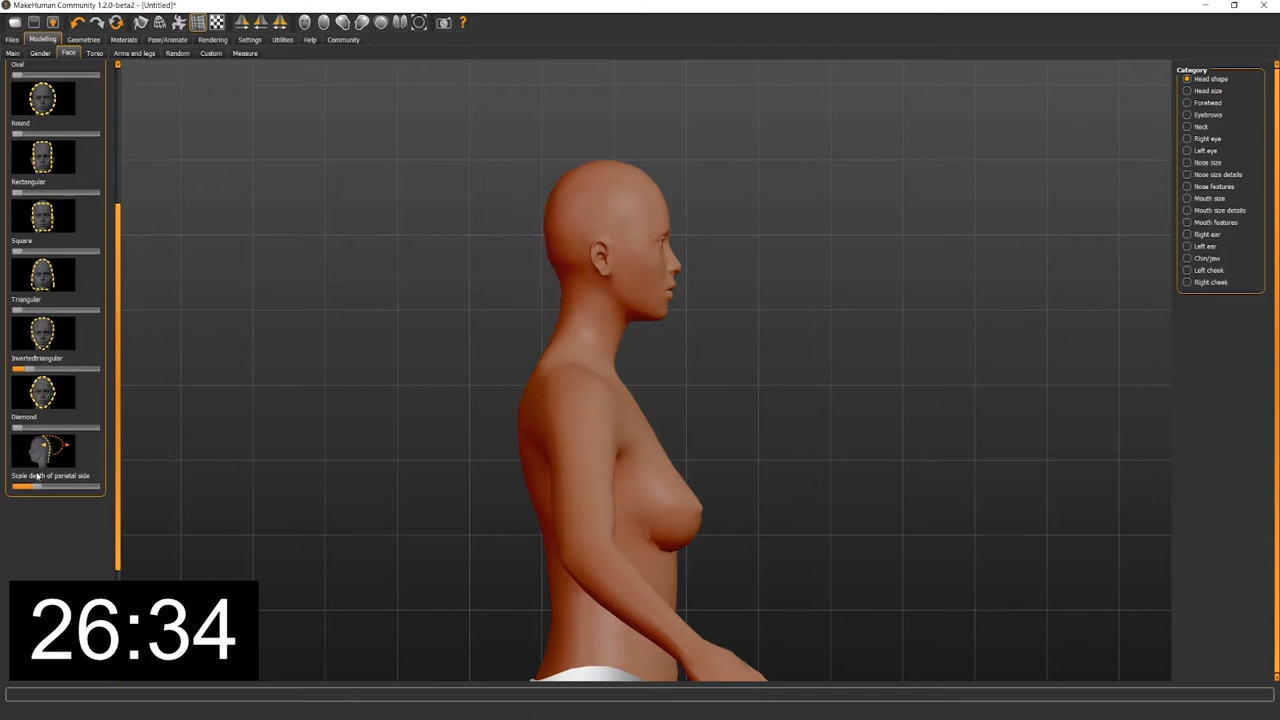 MakeHuman Community 1.2.0-beta2 - [Untitled]*
Files Modelling Geometries Materials Pose/Animate Rendering Settings Utilities Help Community
Main Gender Face Torso Arms and legs Random Custom Measure
Oval
Round
Rectangular
Square
Triangular
Invertedtriangular
Diamond
Scale depth of parietal side
26:34
Category
Head shape
Head size
Forehead
Eyebrows
Neck
Right eye
Left eye
Nose size
Nose size details
Nose features
Mouth size
Mouth size details
Mouth features
Right ear
Left ear
Chin/jaw
Left cheek
Right cheek